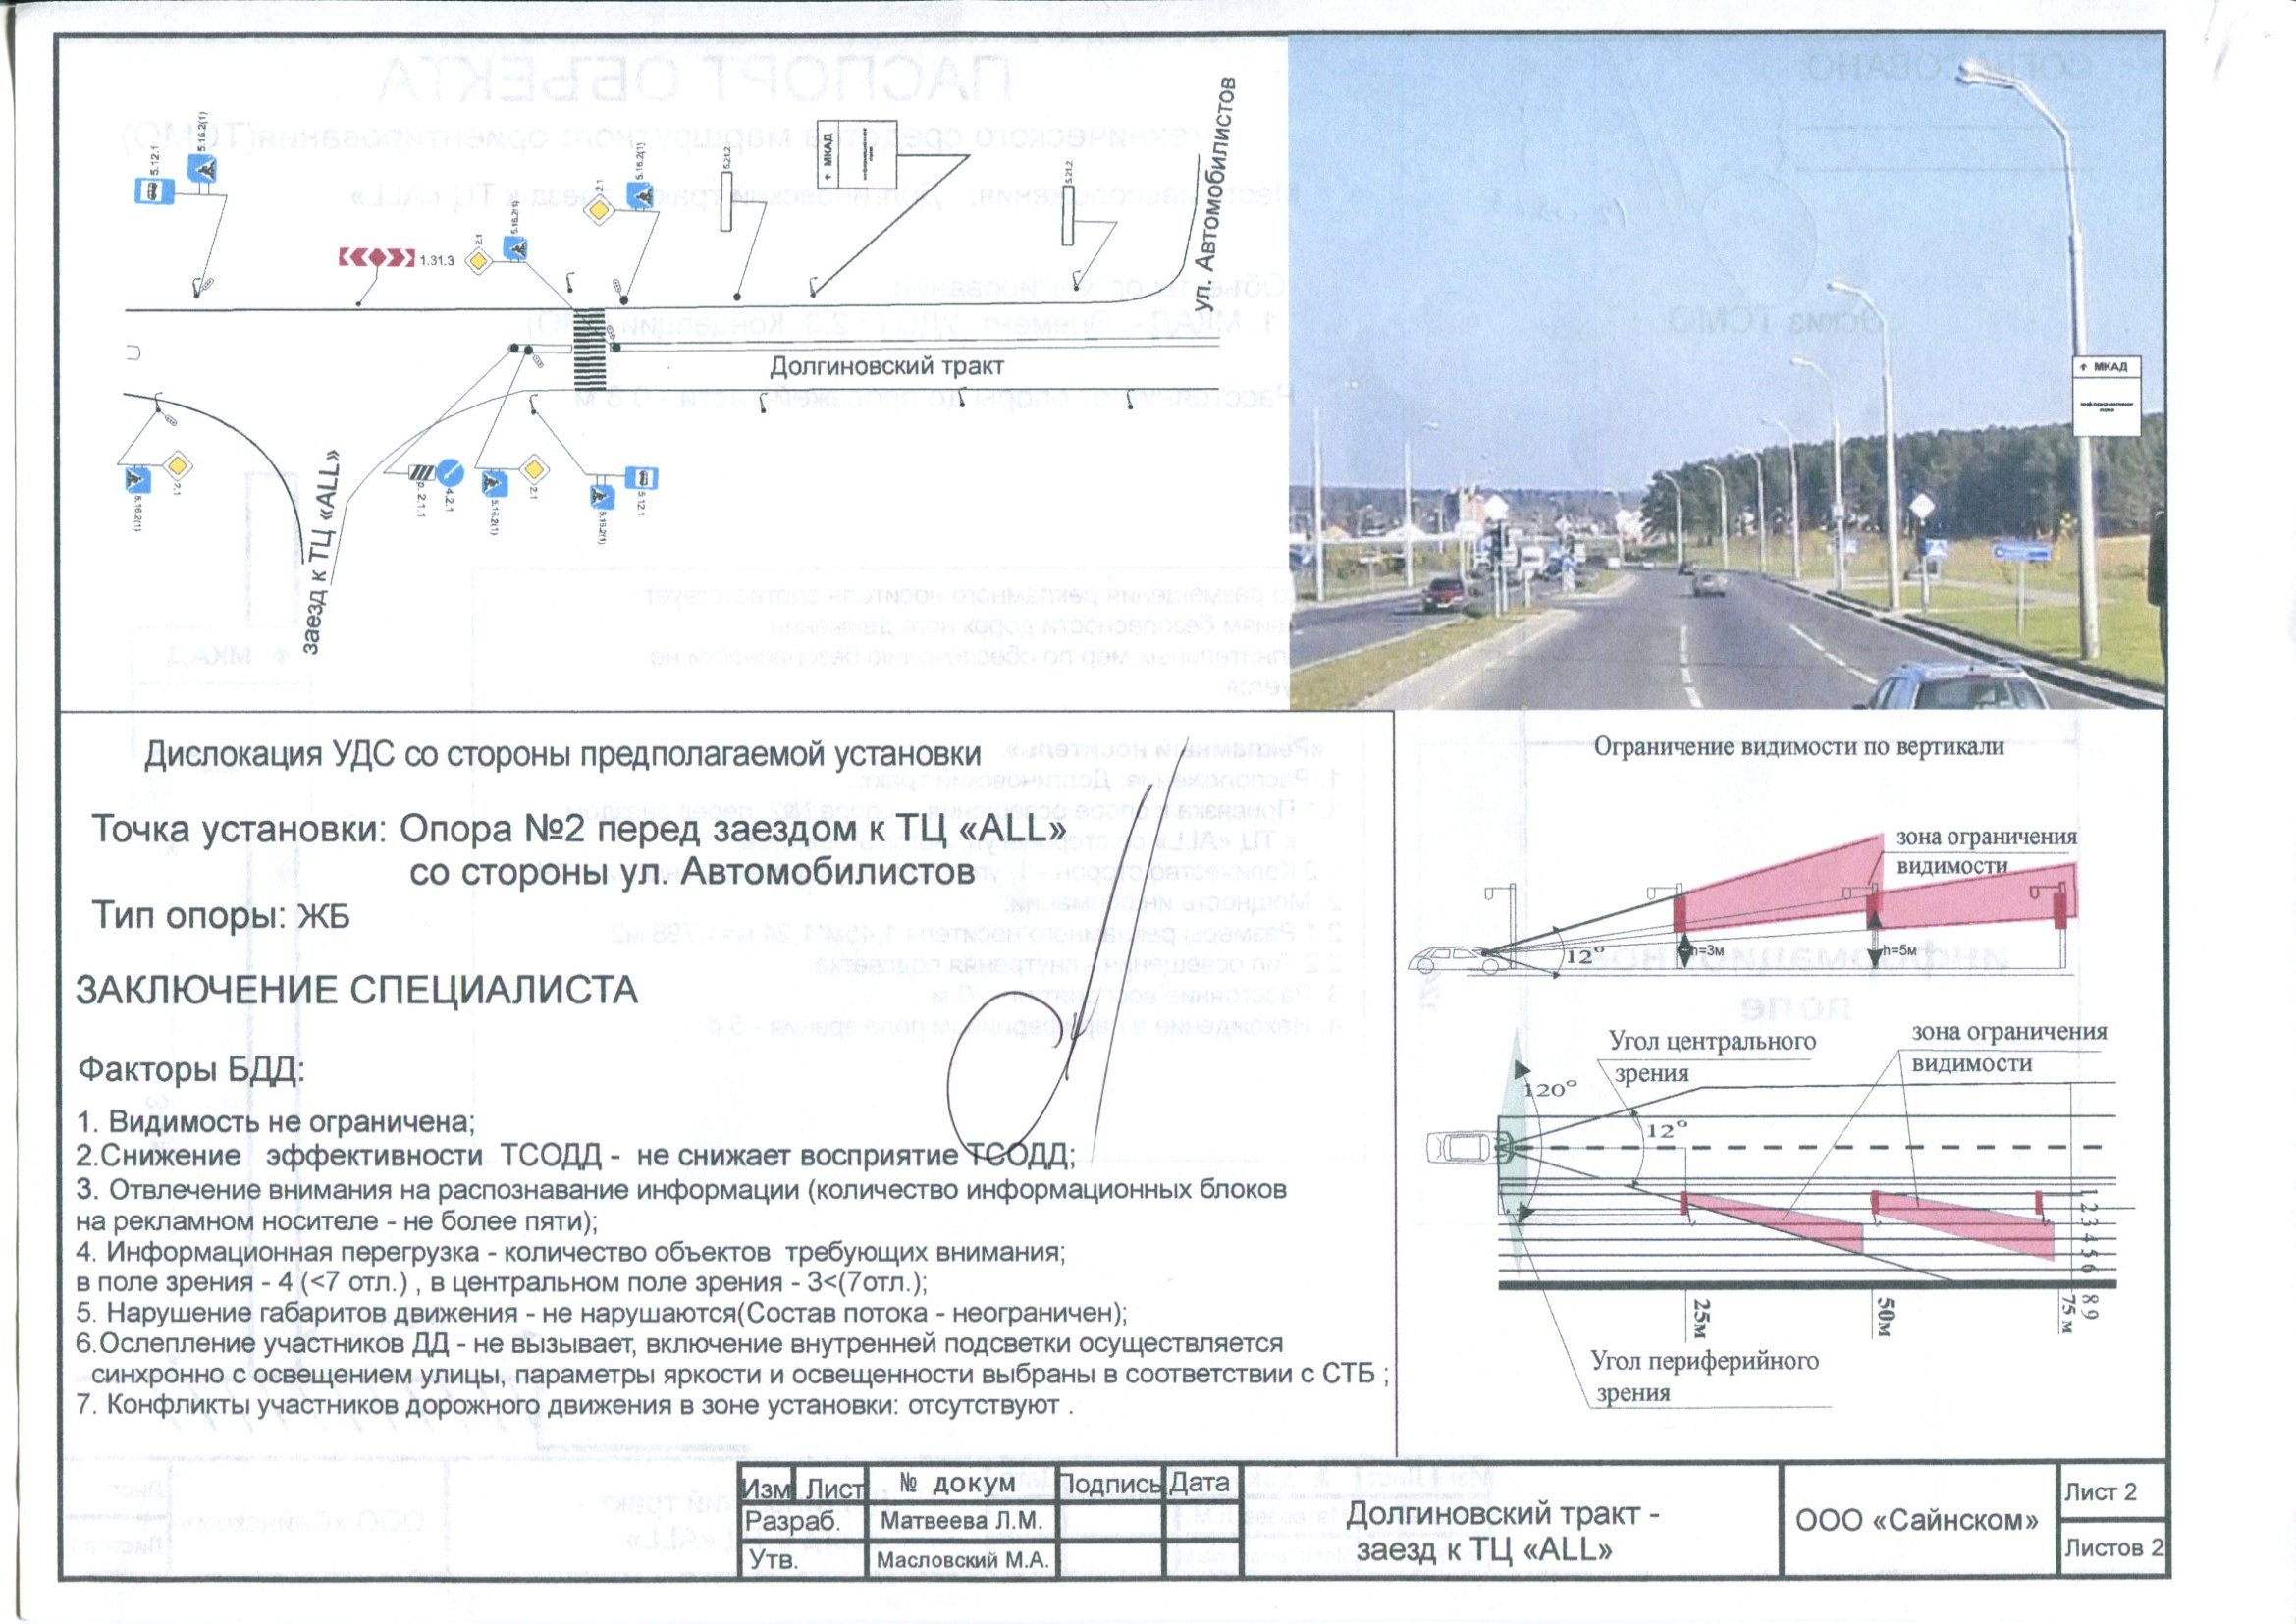 5.12.1
5.16.2(1)
1.31.3
2.1
5.16.2(1)
2.1
5.16.2(1)
5.21.2
↑ МКАД
информационное
поле
5.21.2
ул. Автомобилистов
Долгиновский тракт
Заезд к ТЦ «ALL»
5.16.2(1)
2.1
р. 2.1.1
4.2.1
5.16.2(1)
2.1
5.16.2(1)
5.12.1
↑ МКАД
информационное
поле
Дислокация УДС со стороны предполагаемой установки
Точка установки: Опора №2 перед заездом к ТЦ «ALL»
со стороны ул. Автомобилистов
Тип опоры: ЖБ
ЗАКЛЮЧЕНИЕ СПЕЦИАЛИСТА
Факторы БДД:
1. Видимость не ограничена;
2.Снижение эффективности ТСОДД - не снижает восприятие ТСОДД;
3. Отвлечение внимания на распознавание информации (количество информационных блоков
на рекламном носителе - не более пяти);
4. Информационная перегрузка - количество объектов требующих внимания;
в поле зрения - 4 (<7 отл.) , в центральном поле зрения - 3<(7отл.);
5. Нарушение габаритов движения - не нарушаются(Состав потока - неограничен);
6.Ослепление участников ДД - не вызывает, включение внутренней подсветки осуществляется
синхронно с освещением улицы, параметры яркости и освещенности выбраны в соответствии с СТБ ;
7. Конфликты участников дорожного движения в зоне установки: отсутствуют .
Ограничение видимости по вертикали
зона ограничения
видимости
12°
h=3м
h=5м
Угол центрального
зрения
зона ограничения
видимости
120°
12°
1 2 3 4 5 6
8 9
25м
50м
75 м
Угол периферийного
зрения
Изм Лист № докум Подпись Дата
Разраб. Матвеева Л.М.
Утв. Масловский М.А.
Долгиновский тракт -
заезд к ТЦ «ALL»
ООО «Сайнском»
Лист 2
Листов 2